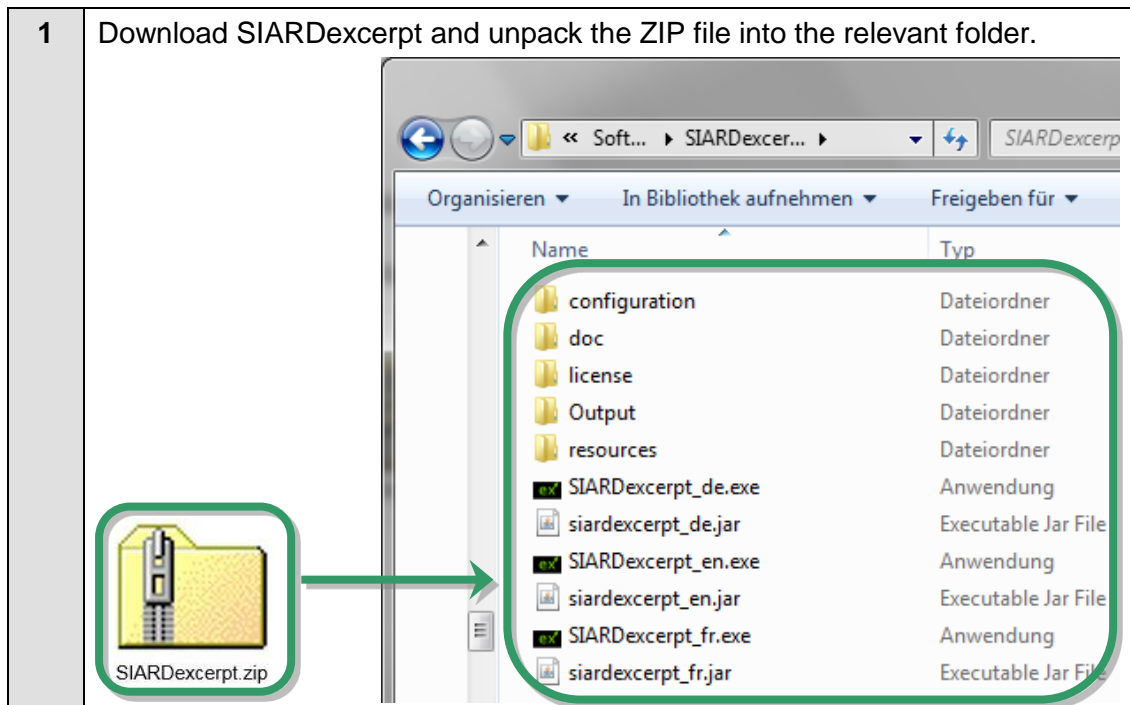 1 Download SIARDexcerpt and unpack the ZIP file into the relevant folder.
« Soft... SIARDexcer... SIARDexcerp
Organisieren In Bibliothek aufnehmen Freigeben für
Name Typ
configuration Dateiordner
doc Dateiordner
license Dateiordner
Output Dateiordner
resources Dateiordner
ex SIARDexcerpt_de.exe Anwendung
siardexcerpt_de.jar Executable Jar File
ex SIARDexcerpt_en.exe Anwendung
siardexcerpt_en.jar Executable Jar File
ex SIARDexcerpt_fr.exe Anwendung
siardexcerpt_fr.jar Executable Jar File
SIARDexcerpt.zip